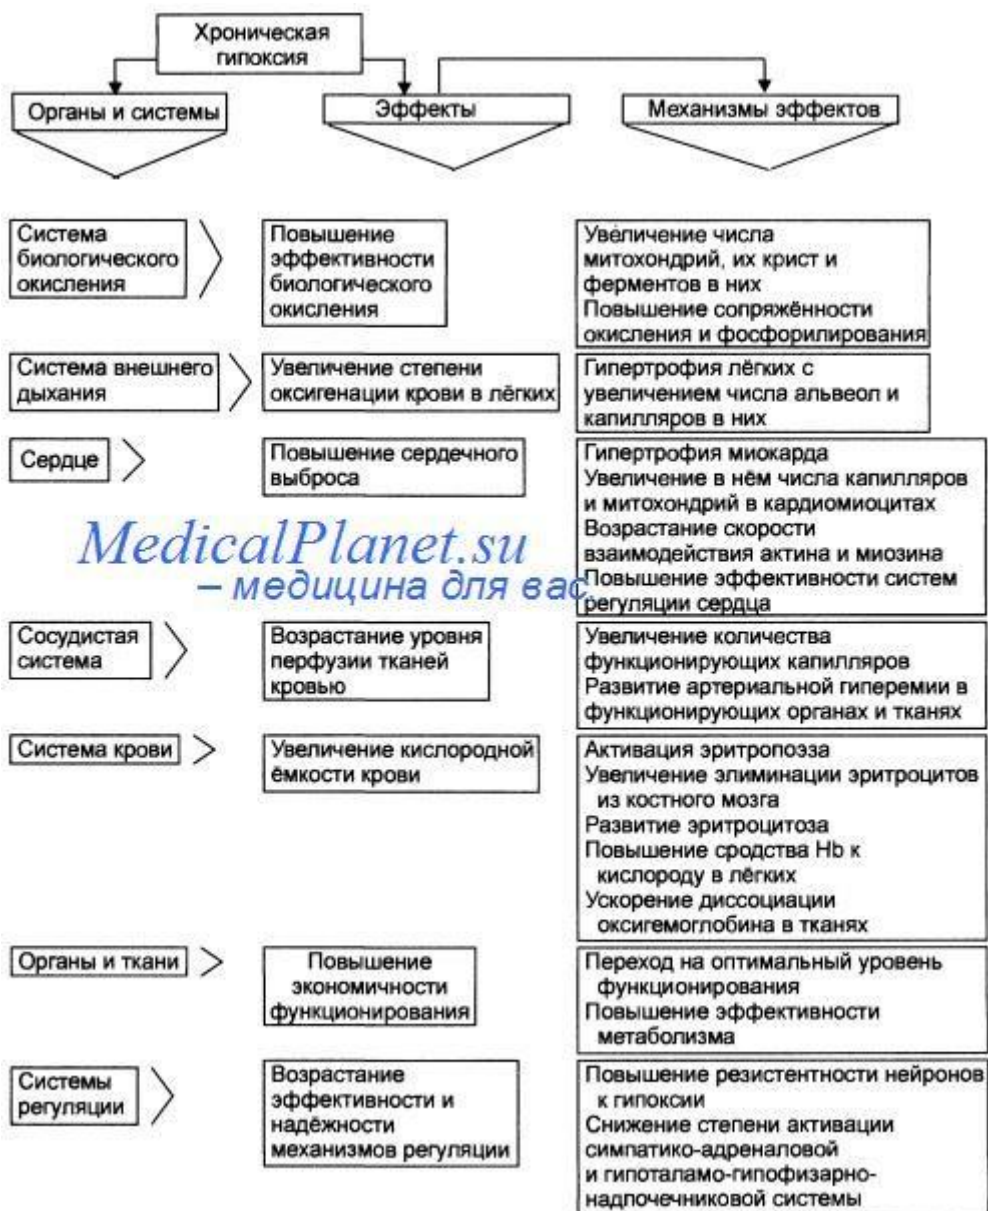 Хроническая
гипоксия
Органы и системы
Эффекты
Механизмы эффектов
Система
биологического
окисления
Повышение
эффективности
биологического
окисления
Увеличение числа
митохондрий, их крист и
ферментов в них
Повышение сопряжённости
окисления и фосфорилирования
Система внешнего
дыхания
Увеличение степени
оксигенации крови в лёгких
Гипертрофия лёгких с
увеличением числа альвеол и
капилляров в них
Сердце
Повышение сердечного
выброса
Гипертрофия миокарда
Увеличение в нём числа капилляров
и митохондрий в кардиомиоцитах
Возрастание скорости
взаимодействия актина и миозина
Повышение эффективности систем
регуляции сердца
MedicalPlanet.su
– медицина для вас.
Сосудистая
система
Возрастание уровня
перфузии тканей
кровью
Увеличение количества
функционирующих капилляров
Развитие артериальной гиперемии в
функционирующих органах и тканях
Система крови
Увеличение кислородной
ёмкости крови
Активация эритропоэза
Увеличение элиминации эритроцитов
из костного мозга
Развитие эритроцитоза
Повышение сродства Hb к
кислороду в лёгких
Ускорение диссоциации
оксигемоглобина в тканях
Органы и ткани
Повышение
экономичности
функционирования
Переход на оптимальный уровень
функционирования
Повышение эффективности
метаболизма
Системы
регуляции
Возрастание
эффективности и
надёжности
механизмов регуляции
Повышение резистентности нейронов
к гипоксии
Снижение степени активации
симпатико-адреналовой
и гипоталамо-гипофизарно-
надпочечниковой системы